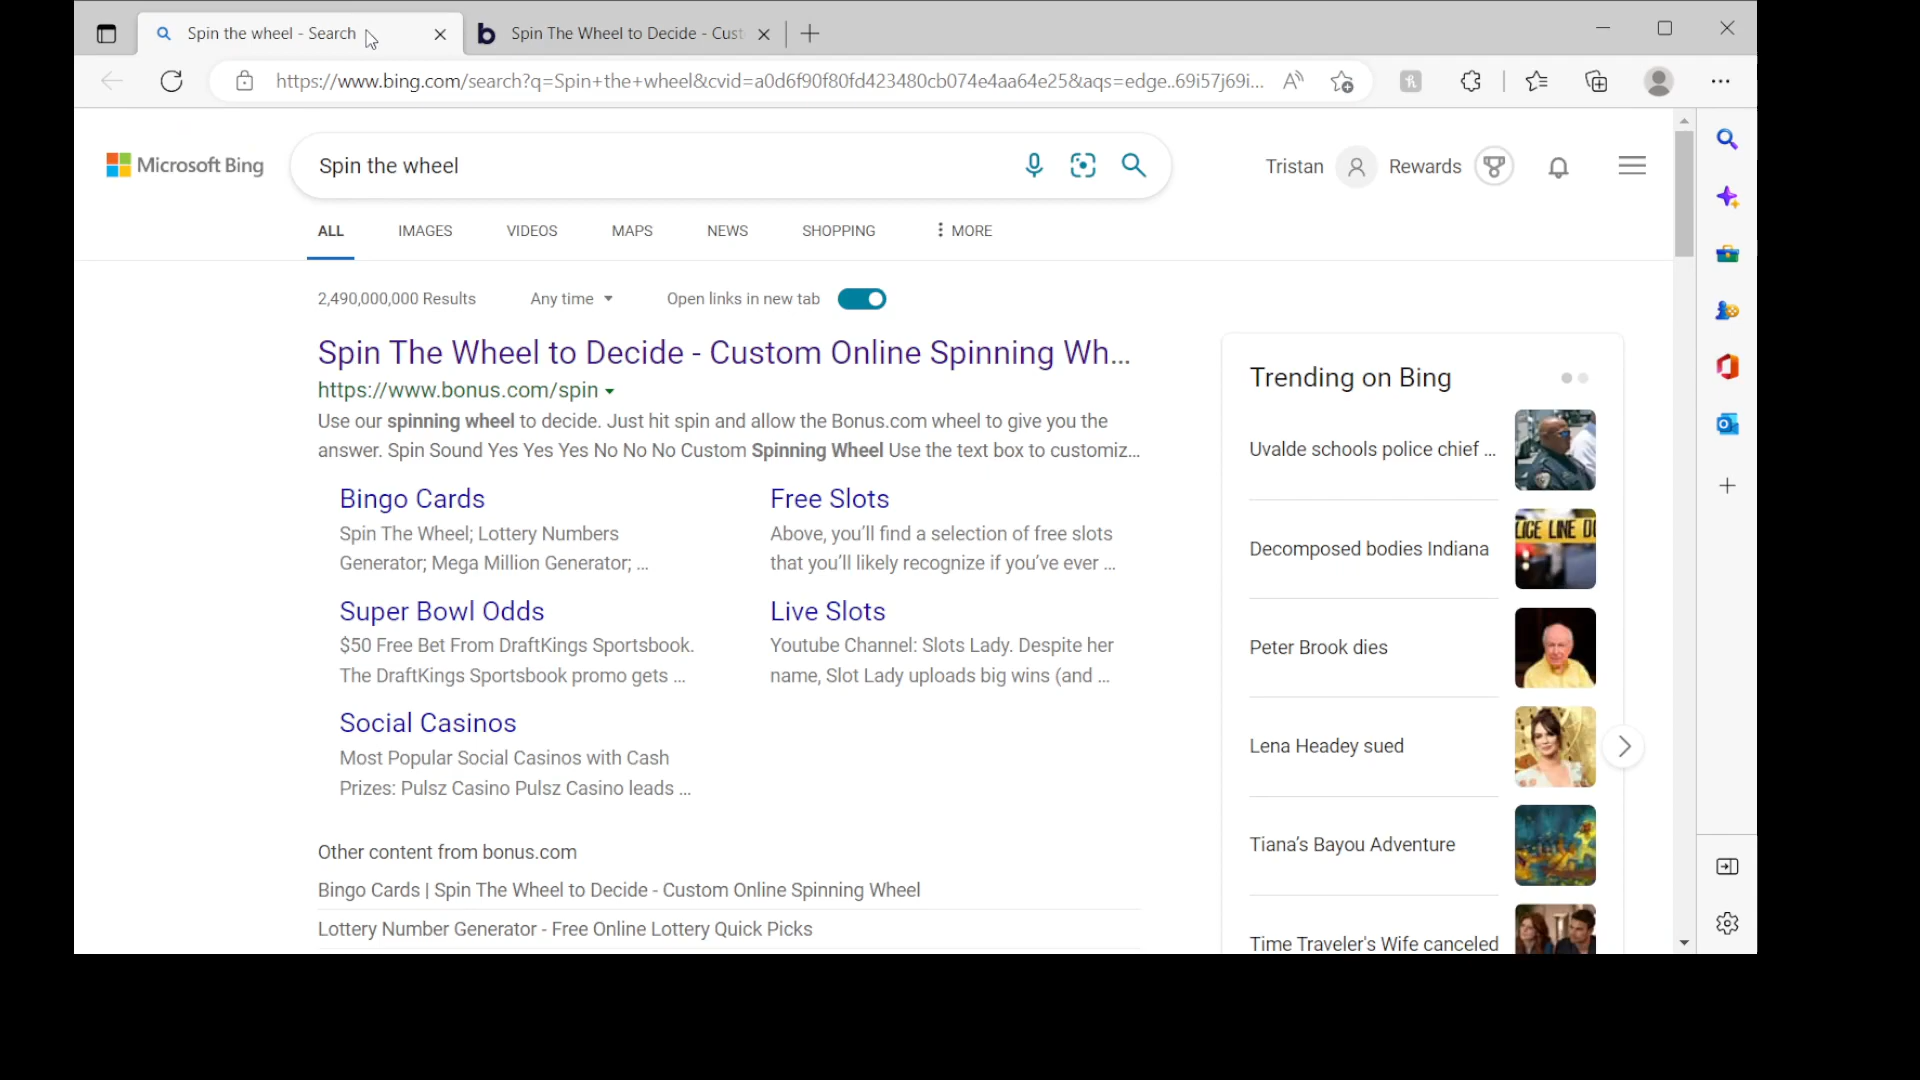 Spin the wheel - Search
Spin The Wheel to Decide - Cust
https://www.bing.com/search?q=Spin+the+wheel&cvid=a0d6f90f80fd423480cb074e4aa64e25&aqs=edge..69i57j69i...
Microsoft Bing
Spin the wheel
Tristan
Rewards
ALL
IMAGES
VIDEOS
MAPS
NEWS
SHOPPING
MORE
2,490,000,000 Results
Any time
Open links in new tab
Spin The Wheel to Decide - Custom Online Spinning Wh...
https://www.bonus.com/spin
Use our spinning wheel to decide. Just hit spin and allow the Bonus.com wheel to give you the
answer. Spin Sound Yes Yes Yes No No No Custom Spinning Wheel Use the text box to customiz...
Bingo Cards
Spin The Wheel; Lottery Numbers
Generator; Mega Million Generator; ...
Free Slots
Above, you'll find a selection of free slots
that you'll likely recognize if you've ever ...
Super Bowl Odds
$50 Free Bet From DraftKings Sportsbook.
The DraftKings Sportsbook promo gets ...
Live Slots
Youtube Channel: Slots Lady. Despite her
name, Slot Lady uploads big wins (and ...
Social Casinos
Most Popular Social Casinos with Cash
Prizes: Pulsz Casino Pulsz Casino leads ...
Other content from bonus.com
Bingo Cards | Spin The Wheel to Decide - Custom Online Spinning Wheel
Lottery Number Generator - Free Online Lottery Quick Picks
Trending on Bing
Uvalde schools police chief ...
Decomposed bodies Indiana
LICE LINE DO
Peter Brook dies
Lena Headey sued
Tiana's Bayou Adventure
Time Traveler's Wife canceled